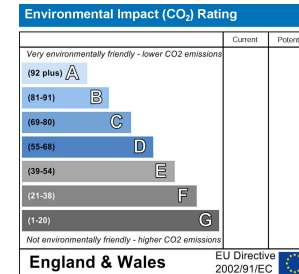 Environmental Impact (CO₂) Rating
Current Potent
Very environmentally friendly - lower CO2 emissions
(92 plus) A
(81-91) B
(69-80) C
(55-68) D
(39-54) E
(21-38) F
(1-20) G
Not environmentally friendly - higher CO2 emissions
England & Wales
EU Directive
2002/91/EC